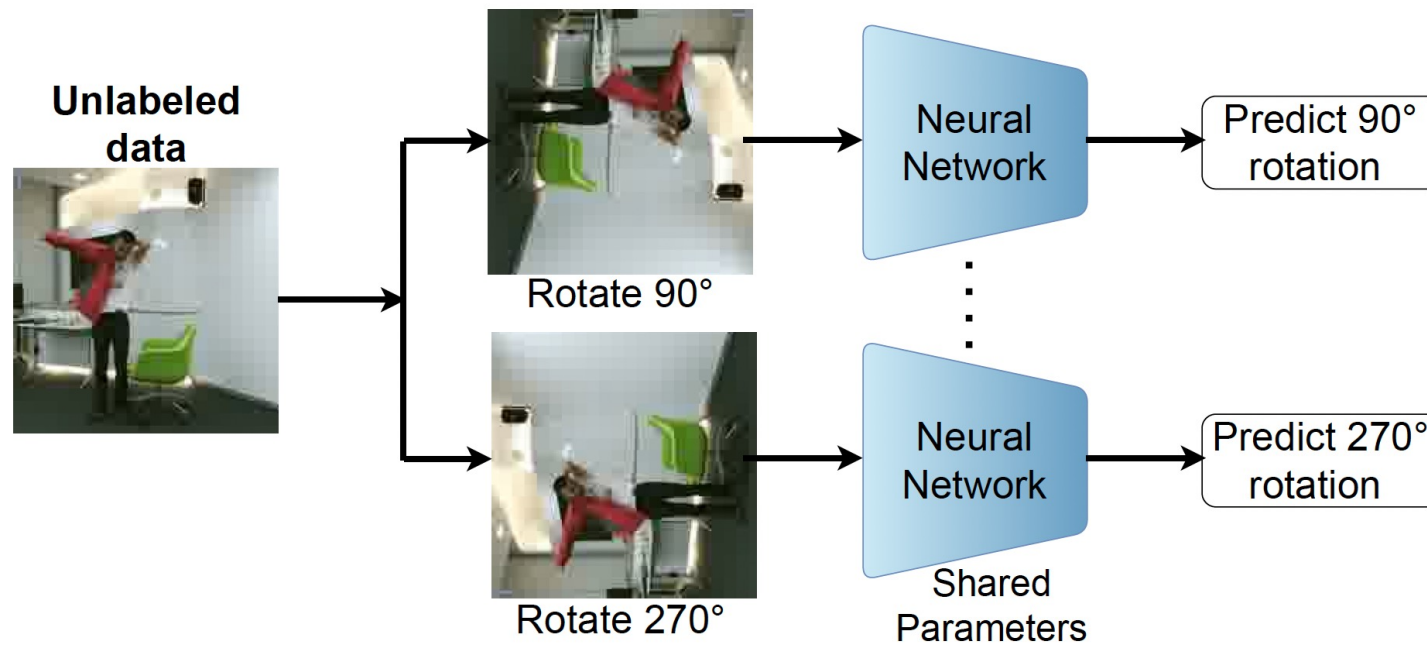 Unlabeled
data
Rotate 90°
Neural
Network
Predict 90°
rotation
Rotate 270°
Neural
Network
Predict 270°
rotation
Shared
Parameters